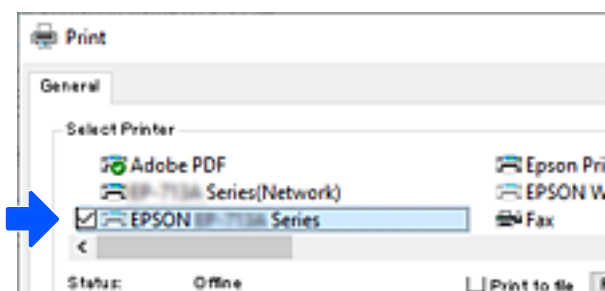 Print
General
Select Printer
Adobe PDF
Series(Network)
EPSON Series
Epson Pri
EPSON W
Fax
Status: Offline
Print to file